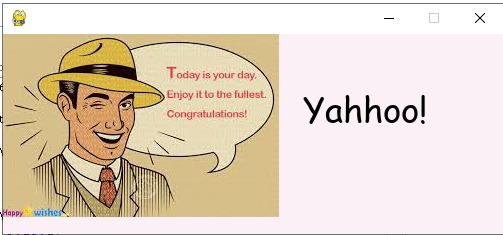 Today is your day.
Enjoy it to the fullest.
Congratulations!
Yahhoo!
Happy wishes